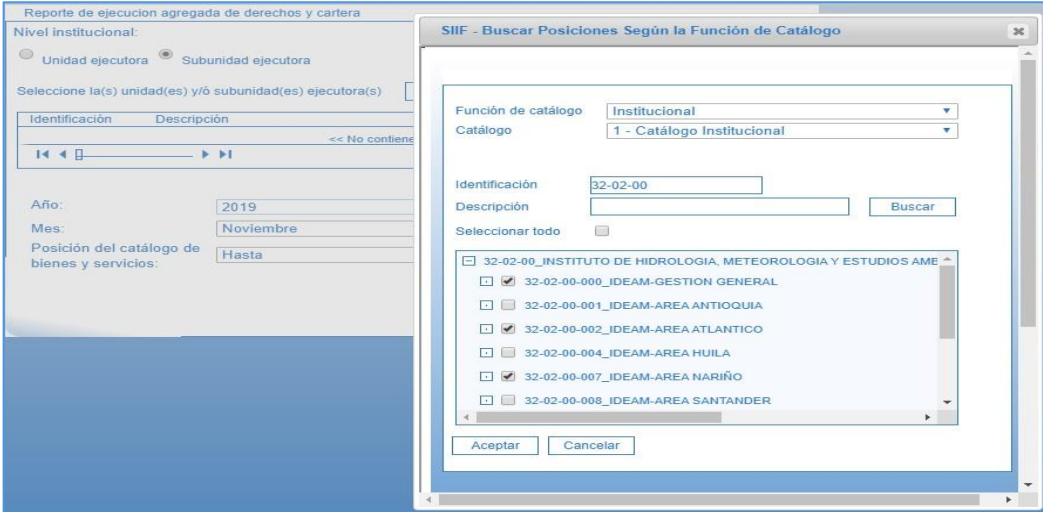 Reporte de ejecucion agregada de derechos y cartera
Nivel institucional:
Unidad ejecutora
Subunidad ejecutora
Seleccione la(s) unidad(es) y/ó subunidad(es) ejecutora(s)
Identificación Descripción
<< No contiene
Año: 2019
Mes: Noviembre
Posición del catálogo de
bienes y servicios:
Hasta
SIIF - Buscar Posiciones Según la Función de Catálogo
Función de catálogo Institucional
Catálogo 1 - Catálogo Institucional
Identificación 32-02-00
Descripción Buscar
Seleccionar todo
32-02-00_INSTITUTO DE HIDROLOGIA, METEOROLOGIA Y ESTUDIOS AME
32-02-00-000_IDEAM-GESTION GENERAL
32-02-00-001_IDEAM-AREA ANTIOQUIA
32-02-00-002_IDEAM-AREA ATLANTICO
32-02-00-004_IDEAM-AREA HUILA
32-02-00-007_IDEAM-AREA NARIÑO
32-02-00-008_IDEAM-AREA SANTANDER
Aceptar Cancelar